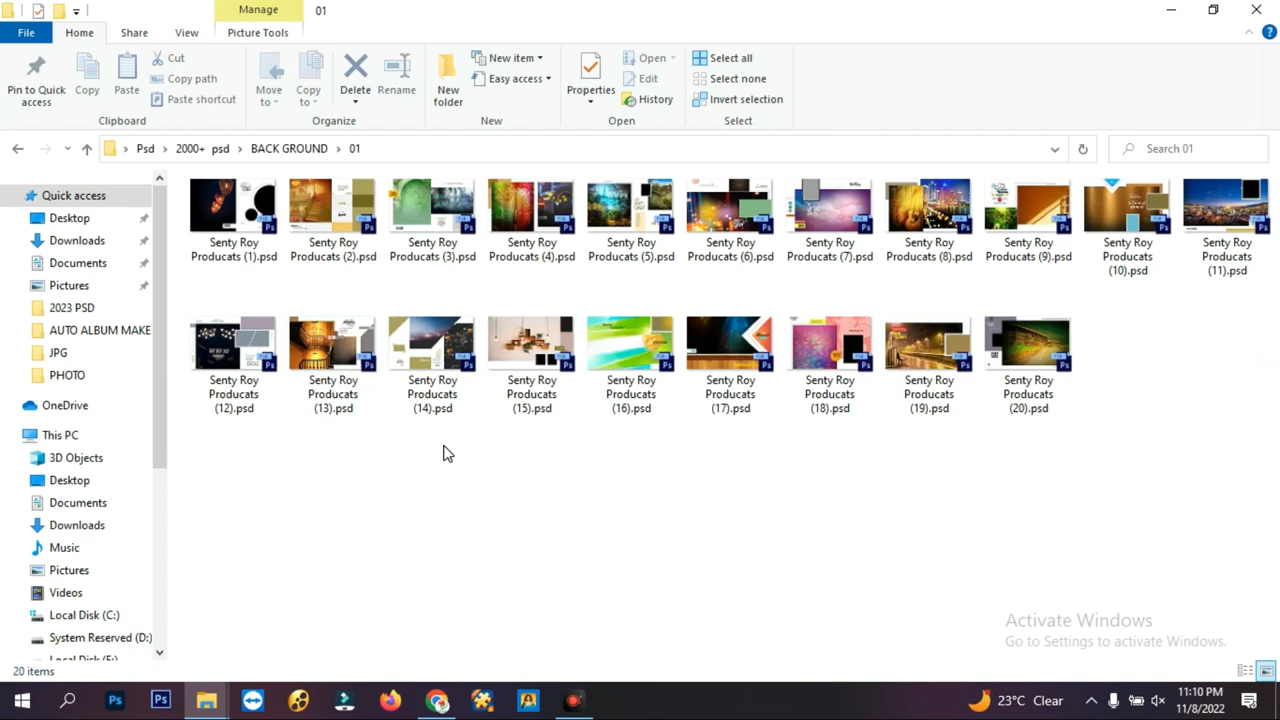 Manage
01
File
Home
Share
View
Picture Tools
Pin to Quick
access
Copy
Paste
Cut
Copy path
Paste shortcut
Clipboard
Move
to
Copy
to
Delete
Rename
Organize
New
folder
New item
Easy access
New
Properties
Open
Edit
History
Open
Select all
Select none
Invert selection
Select
Psd
2000+ psd
BACK GROUND
01
Search 01
Quick access
Desktop
Downloads
Documents
Pictures
2023 PSD
AUTO ALBUM MAKE
JPG
PHOTO
OneDrive
This PC
3D Objects
Desktop
Documents
Downloads
Music
Pictures
Videos
Local Disk (C:)
System Reserved (D:)
Senty Roy
Producats (1).psd
Senty Roy
Producats (2).psd
Senty Roy
Producats (3).psd
Senty Roy
Producats (4).psd
Senty Roy
Producats (5).psd
Senty Roy
Producats (6).psd
Senty Roy
Producats (7).psd
Senty Roy
Producats (8).psd
Senty Roy
Producats (9).psd
Senty Roy
Producats
(10).psd
Senty Roy
Producats
(11).psd
Senty Roy
Producats
(12).psd
Senty Roy
Producats
(13).psd
Senty Roy
Producats
(14).psd
Senty Roy
Producats
(15).psd
Senty Roy
Producats
(16).psd
Senty Roy
Producats
(17).psd
Senty Roy
Producats
(18).psd
Senty Roy
Producats
(19).psd
Senty Roy
Producats
(20).psd
Activate Windows
Go to Settings to activate Windows.
20 items
Ps
Ps
23°C Clear
11:10 PM
11/8/2022